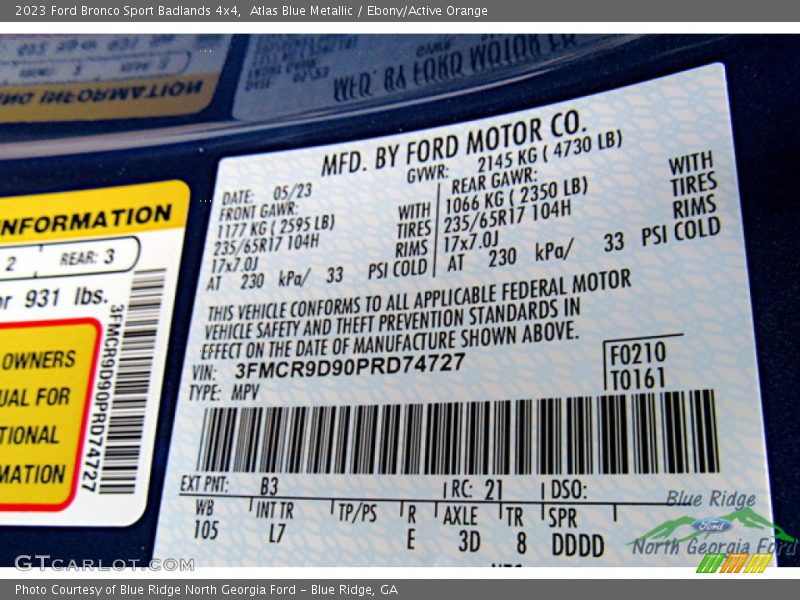 2023 Ford Bronco Sport Badlands 4x4, Atlas Blue Metallic / Ebony/Active Orange
MFD. BY FORD MOTOR CO.
DATE: 05/23
GVWR: 2145 KG ( 4730 LB)
FRONT GAWR:
1177 KG ( 2595 LB)
235/65R17 104H
17x7.0J
WITH
TIRES
RIMS
AT 230 kPa/ 33 PSI COLD
REAR GAWR:
1066 KG ( 2350 LB)
235/65R17 104H
17x7.0J
WITH
TIRES
RIMS
AT 230 kPa/ 33 PSI COLD
THIS VEHICLE CONFORMS TO ALL APPLICABLE FEDERAL MOTOR
VEHICLE SAFETY AND THEFT PREVENTION STANDARDS IN
EFFECT ON THE DATE OF MANUFACTURE SHOWN ABOVE.
VIN: 3FMCR9D90PRD74727
TYPE: MPV
F0210
T0161
EXT PNT: B3 RC: 21 DSO:
WB INT TR TP/PS R AXLE TR SPR
105 L7 E 3D 8 DDDD
INFORMATION
2 REAR: 3
or 931 lbs.
OWNERS
UAL FOR
TIONAL
MATION
3FMCR9D90PRD74727
Blue Ridge
Ford
North Georgia Ford
GTcarlot.com
Photo Courtesy of Blue Ridge North Georgia Ford - Blue Ridge, GA